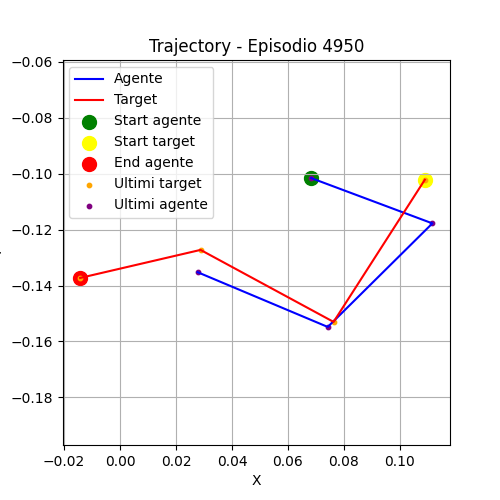 Trajectory - Episodio 4950
−0.06
−0.08
−0.10
−0.12
−0.14
−0.16
−0.18
Agente
Target
Start agente
Start target
End agente
Ultimi target
Ultimi agente
−0.02 0.00 0.02 0.04 0.06 0.08 0.10
X